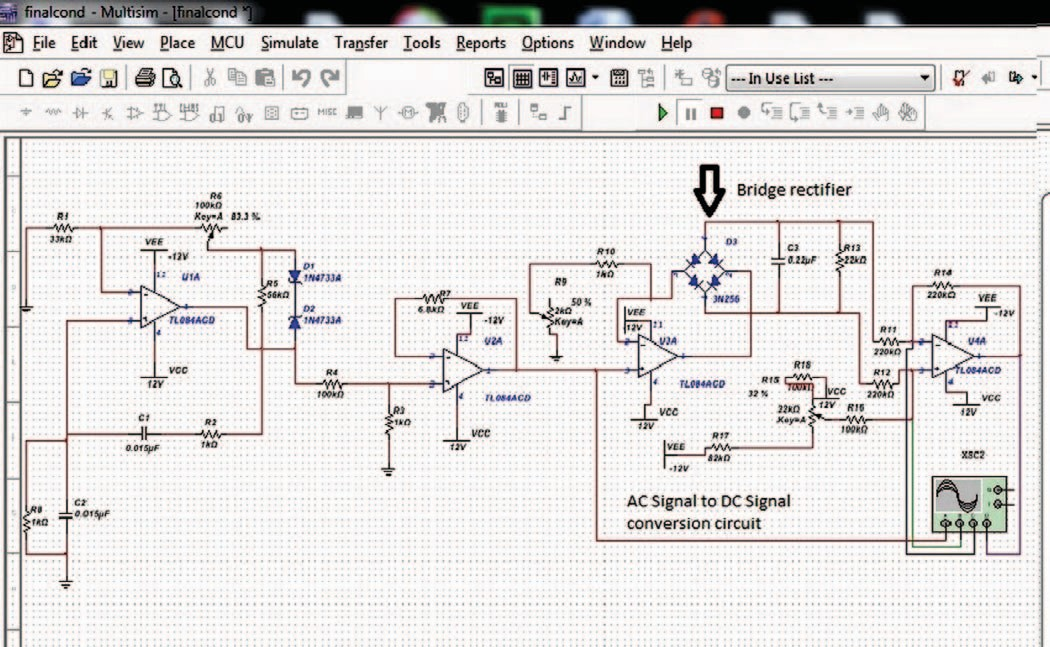 finalcond - Multisim - [finalcond *]
File Edit View Place MCU Simulate Transfer Tools Reports Options Window Help
--- In Use List ---
MISC
Bridge rectifier
R1
33kΩ
R6
100kΩ
Key=A 83.3 %
VEE
-12V
U1A
TL084ACD
VCC
12V
R5
56kΩ
D1
1N4733A
D2
1N4733A
C1
0.015µF
R2
1kΩ
R8
1kΩ
C2
0.015µF
R4
100kΩ
R3
1kΩ
R7
6.8kΩ
VEE
-12V
U2A
TL084ACD
VCC
12V
R10
1kΩ
R9
50 %
2kΩ
Key=A
VEE
12V
U3A
TL084ACD
VCC
12V
D3
3N256
C3
0.22µF
R13
22kΩ
R18
100kΩ
R15
32 %
22kΩ
Key=A
VCC
12V
R16
100kΩ
R17
82kΩ
VEE
-12V
R11
220kΩ
R12
220kΩ
R14
220kΩ
VEE
-12V
U4A
TL084ACD
VCC
12V
XSC2
AC Signal to DC Signal
conversion circuit